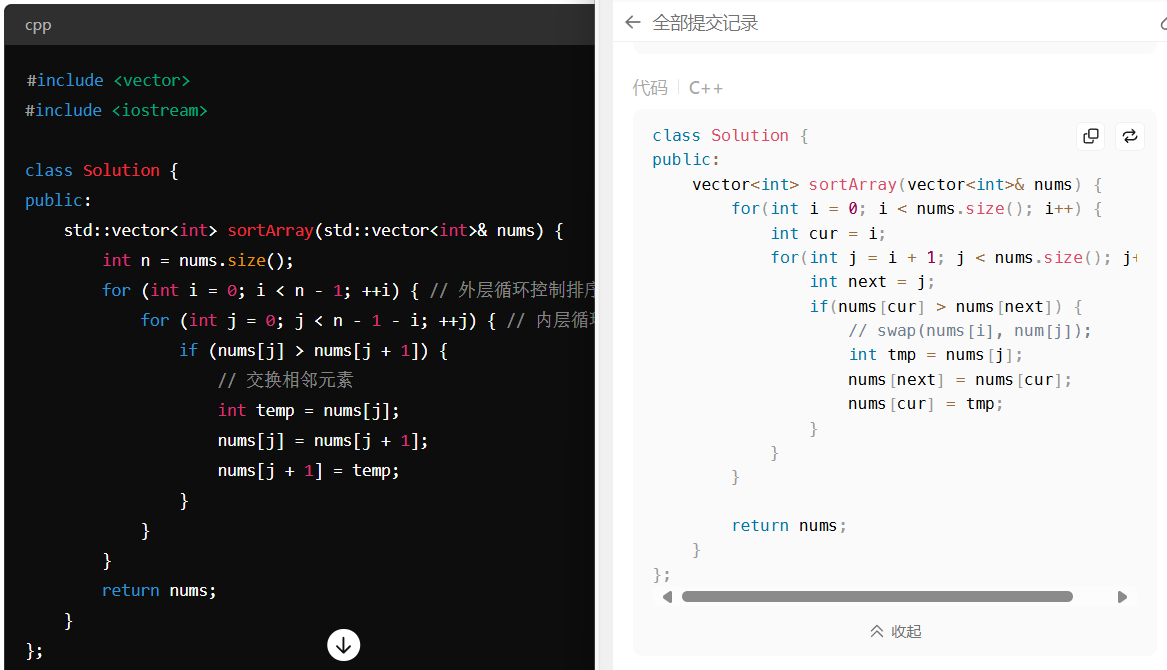 cpp
#include <vector>
#include <iostream>
class Solution {
public:
std::vector<int> sortArray(std::vector<int>& nums) {
int n = nums.size();
for (int i = 0; i < n - 1; ++i) { // 外层循环控制排序
for (int j = 0; j < n - 1 - i; ++j) { // 内层循环
if (nums[j] > nums[j + 1]) {
// 交换相邻元素
int temp = nums[j];
nums[j] = nums[j + 1];
nums[j + 1] = temp;
}
}
}
return nums;
}
};
全部提交记录
代码
C++
class Solution {
public:
vector<int> sortArray(vector<int>& nums) {
for(int i = 0; i < nums.size(); i++) {
int cur = i;
for(int j = i + 1; j < nums.size(); j+
int next = j;
if(nums[cur] > nums[next]) {
// swap(nums[i], num[j]);
int tmp = nums[j];
nums[next] = nums[cur];
nums[cur] = tmp;
}
}
}
return nums;
}
};
收起